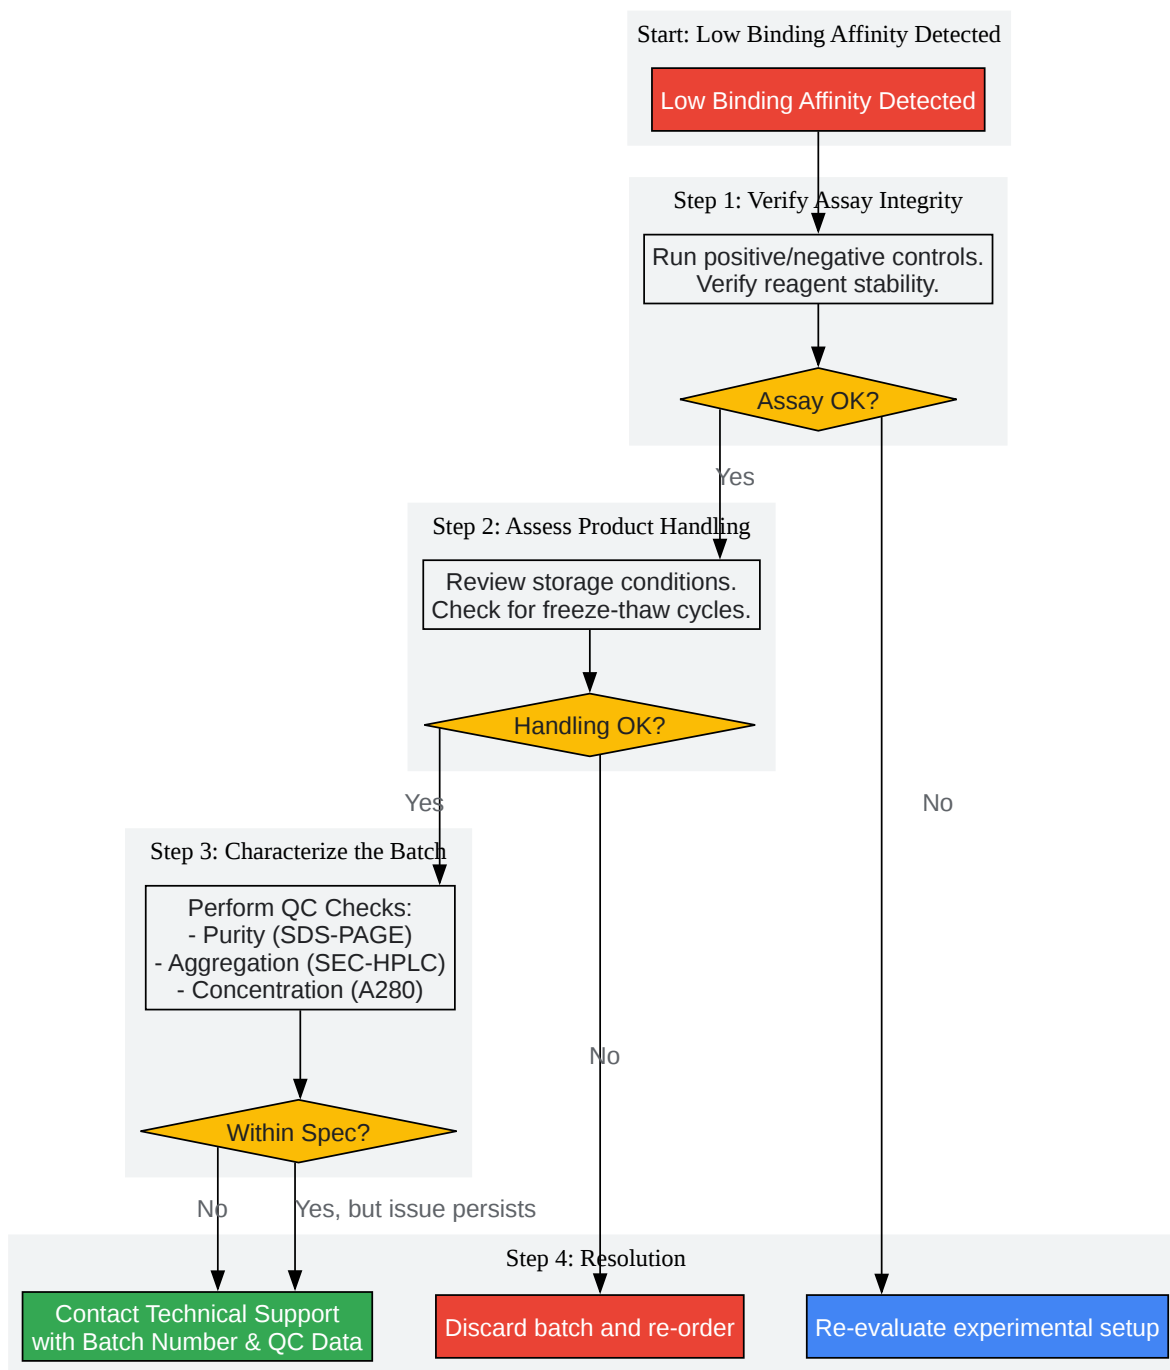 Start: Low Binding Affinity Detected
Low Binding Affinity Detected
Step 1: Verify Assay Integrity
Run positive/negative controls.
Verify reagent stability.
Assay OK?
Yes
Step 2: Assess Product Handling
Review storage conditions.
Check for freeze-thaw cycles.
Handling OK?
Yes
No
Step 3: Characterize the Batch
Perform QC Checks:
- Purity (SDS-PAGE)
- Aggregation (SEC-HPLC)
- Concentration (A280)
No
Within Spec?
No
Yes, but issue persists
Step 4: Resolution
Contact Technical Support
with Batch Number & QC Data
Discard batch and re-order
Re-evaluate experimental setup